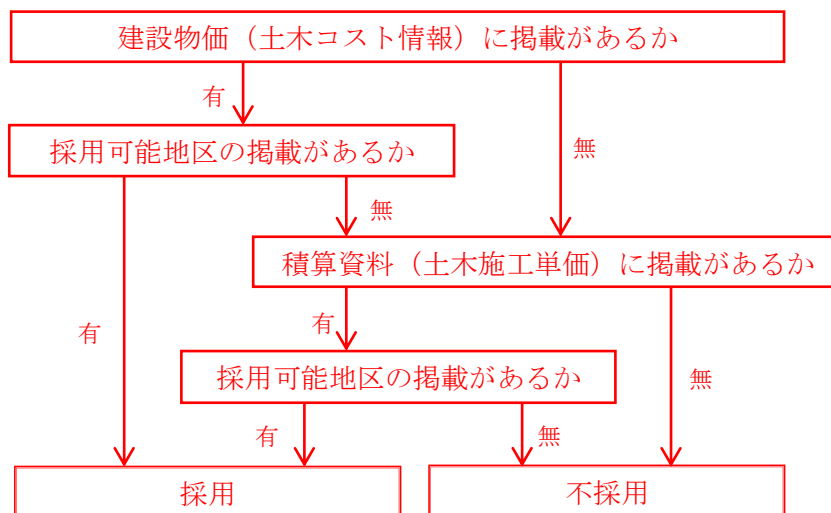 建設物価（土木コスト情報）に掲載があるか
有
無
採用可能地区の掲載があるか
無
積算資料（土木施工単価）に掲載があるか
有
有
採用可能地区の掲載があるか
無
有
無
採用
不採用